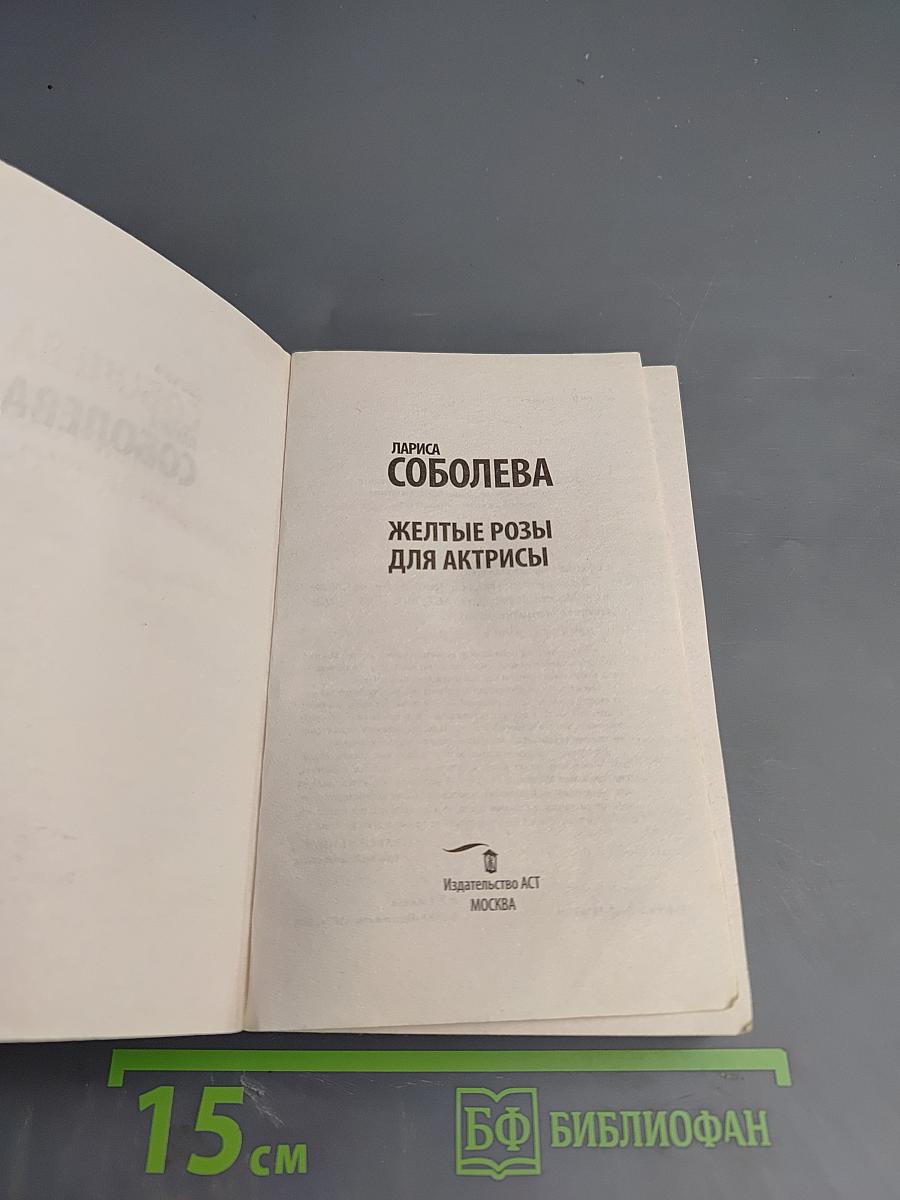 ЛАРИСА
СОБОЛЕВА
ЖЕЛТЫЕ РОЗЫ
ДЛЯ АКТРИСЫ
Издательство АСТ
МОСКВА
15 см
БФ БИБЛИОФАН